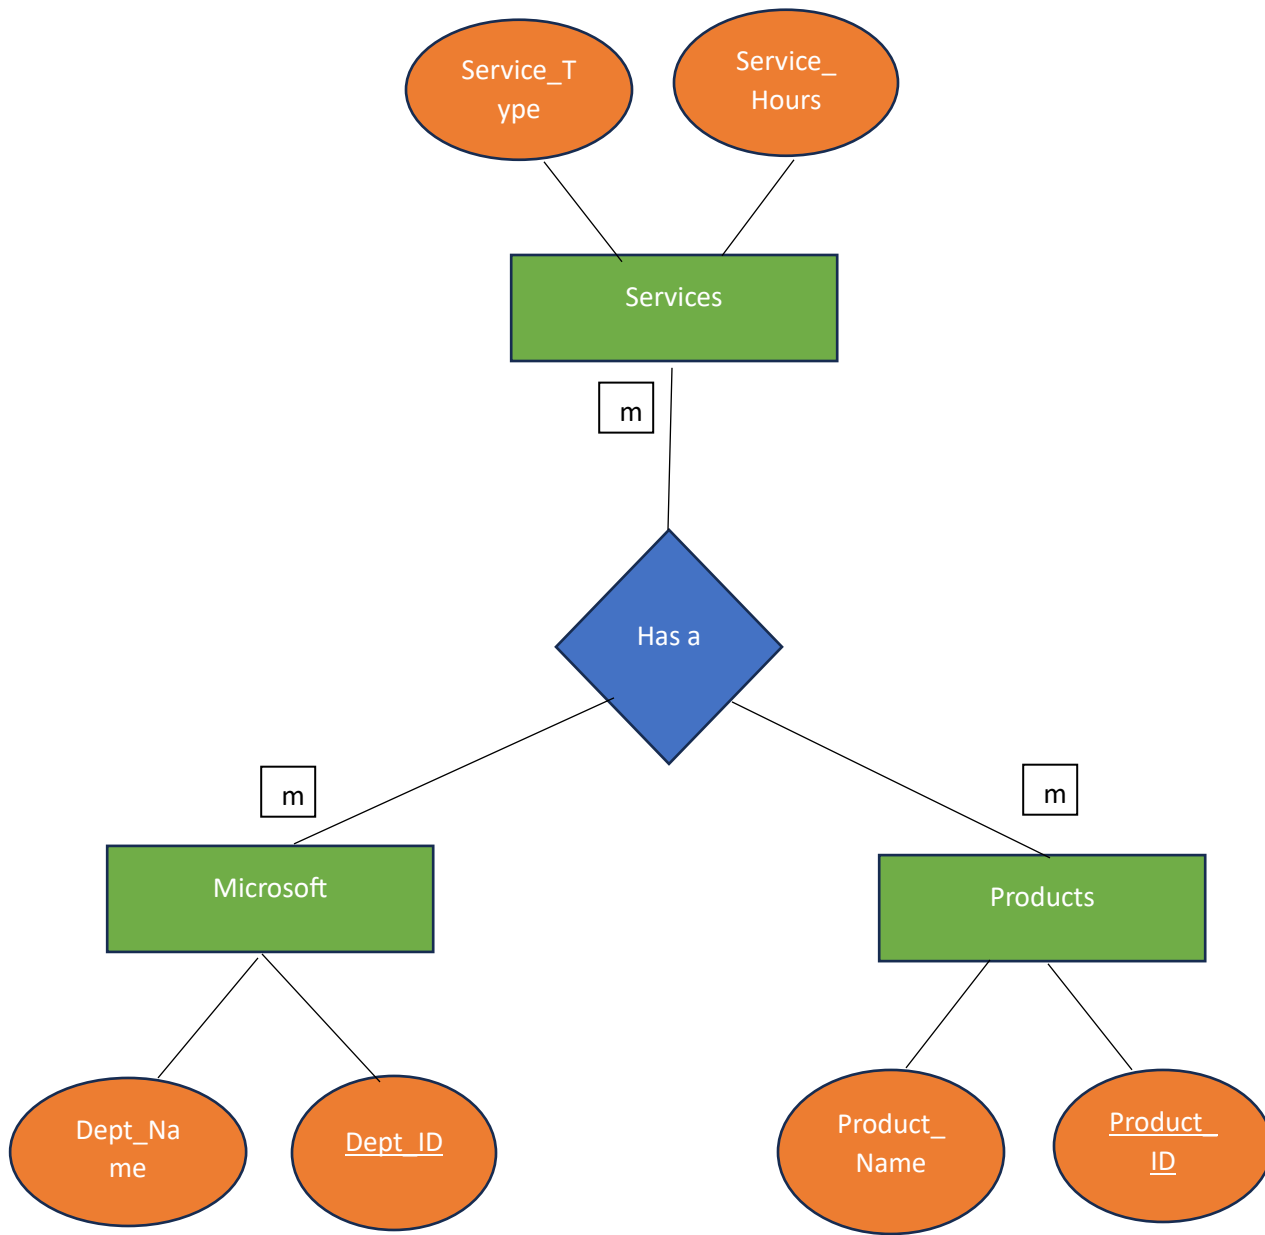 Service_T
ype
Service_
Hours
Services
m
Has a
m
m
Microsoft
Products
Dept_Na
me
Dept_ID
Product_
Name
Product_
ID